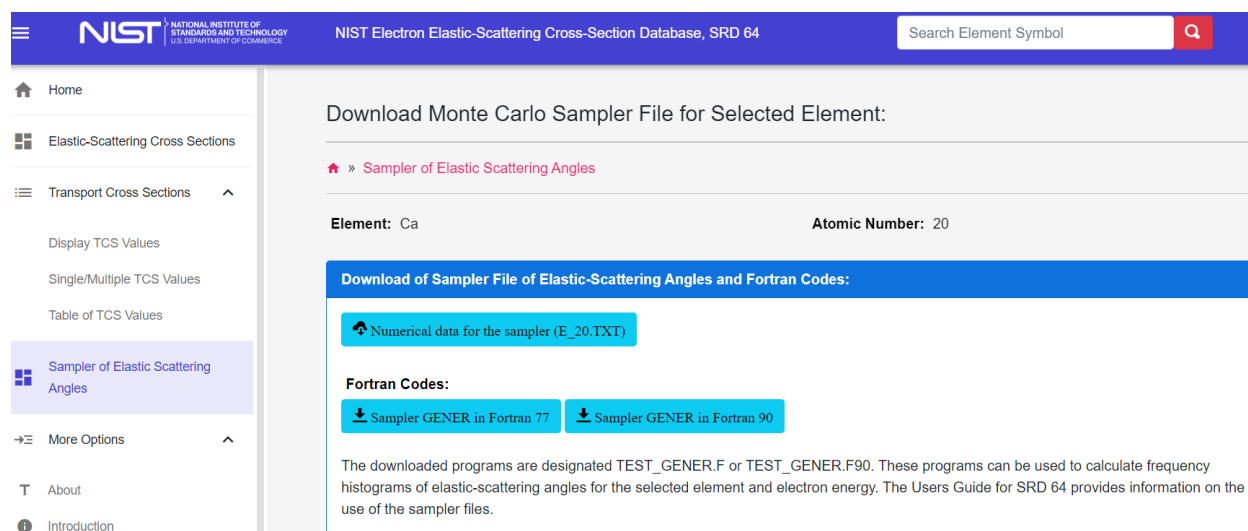 NIST NATIONAL INSTITUTE OF
STANDARDS AND TECHNOLOGY
U.S. DEPARTMENT OF COMMERCE
NIST Electron Elastic-Scattering Cross-Section Database, SRD 64
Search Element Symbol
Home
Elastic-Scattering Cross Sections
Transport Cross Sections
Display TCS Values
Single/Multiple TCS Values
Table of TCS Values
Sampler of Elastic Scattering
Angles
More Options
About
Introduction
Download Monte Carlo Sampler File for Selected Element:
» Sampler of Elastic Scattering Angles
Element: Ca Atomic Number: 20
Download of Sampler File of Elastic-Scattering Angles and Fortran Codes:
Numerical data for the sampler (E_20.TXT)
Fortran Codes:
Sampler GENER in Fortran 77 Sampler GENER in Fortran 90
The downloaded programs are designated TEST_GENER.F or TEST_GENER.F90. These programs can be used to calculate frequency
histograms of elastic-scattering angles for the selected element and electron energy. The Users Guide for SRD 64 provides information on the
use of the sampler files.